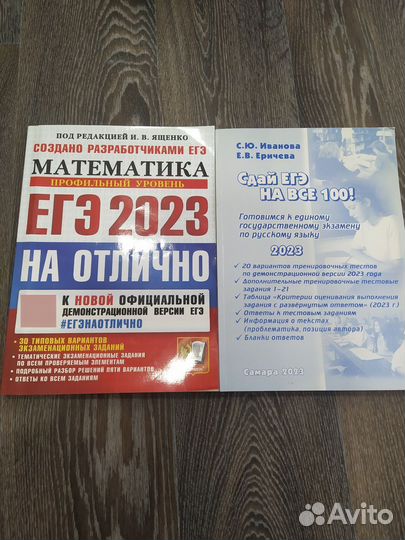 ПОД РЕДАКЦИЕЙ И. В. ЯЩЕНКО
СОЗДАНО РАЗРАБОТЧИКАМИ ЕГЭ
МАТЕМАТИКА
ПРОФИЛЬНЫЙ УРОВЕНЬ
ЕГЭ 2023
НА ОТЛИЧНО
К НОВОЙ ОФИЦИАЛЬНОЙ
ДЕМОНСТРАЦИОННОЙ ВЕРСИИ ЕГЭ
#ЕГЭНАОТЛИЧНО
• 30 ТИПОВЫХ ВАРИАНТОВ
ЭКЗАМЕНАЦИОННЫХ ЗАДАНИЙ
• ТЕМАТИЧЕСКИЕ ЭКЗАМЕНАЦИОННЫЕ ЗАДАНИЯ
ПО ВСЕМ ПРОВЕРЯЕМЫМ ЭЛЕМЕНТАМ
• ПОДРОБНЫЙ РАЗБОР РЕШЕНИЙ ПЯТИ ВАРИАНТОВ
• ОТВЕТЫ КО ВСЕМ ЗАДАНИЯМ
С.Ю. Иванова
Е.В. Еричева
Сдай ЕГЭ
НА ВСЕ 100!
Готовимся к единому
государственному экзамену
по русскому языку
2023
✓ 20 вариантов тренировочных тестов
по демонстрационной версии 2023 года
✓ Дополнительные тренировочные тестовые
задания 1–21
✓ Таблица «Критерии оценивания выполнения
задания с развёрнутым ответом» (2023 г.)
✓ Ответы к тестовым заданиям
✓ Информация о текстах
(проблематика, позиция автора)
✓ Бланки ответов
Самара 2023
Avito